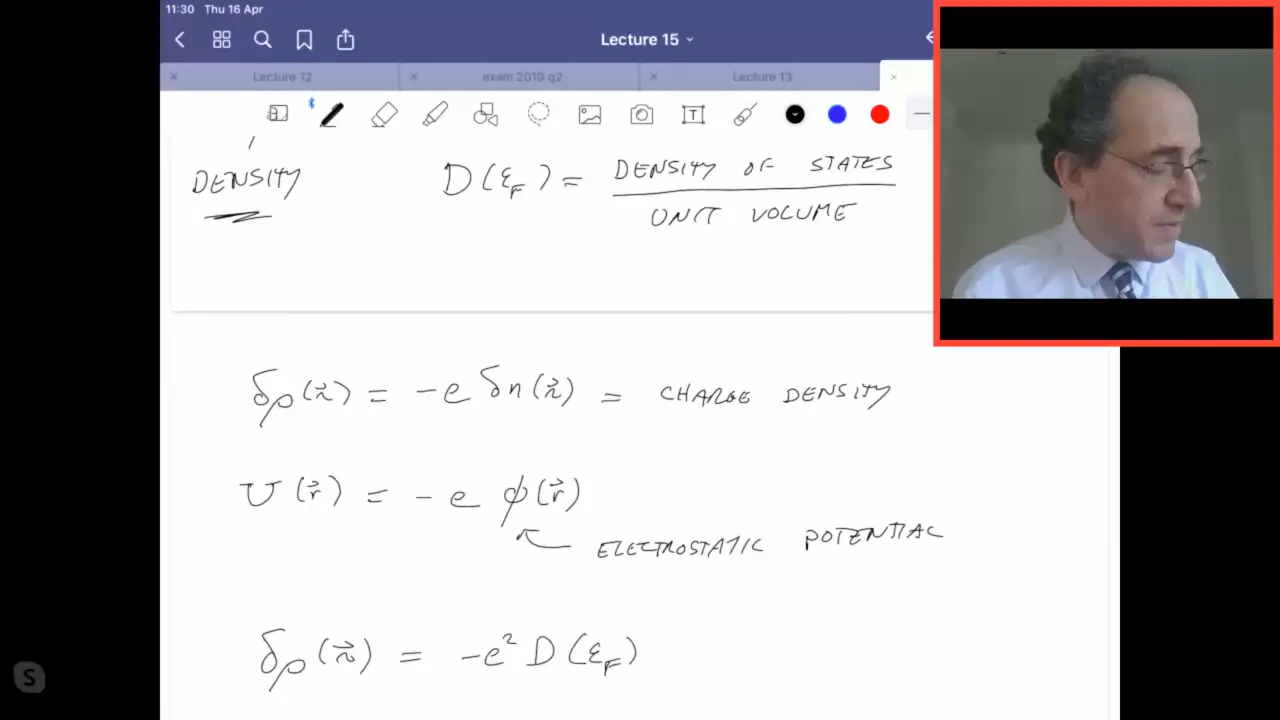 11:30 Thu 16 Apr
Lecture 15
Lecture 12
exam 2019 q2
Lecture 13
T
DENSITY
D(ε_F) = DENSITY OF STATES / UNIT VOLUME
δρ(r⃗) = -e δn(r⃗) = CHARGE DENSITY
U(r⃗) = -e φ(r⃗)
ELECTROSTATIC POTENTIAL
δρ(r⃗) = -e² D(ε_F)
S